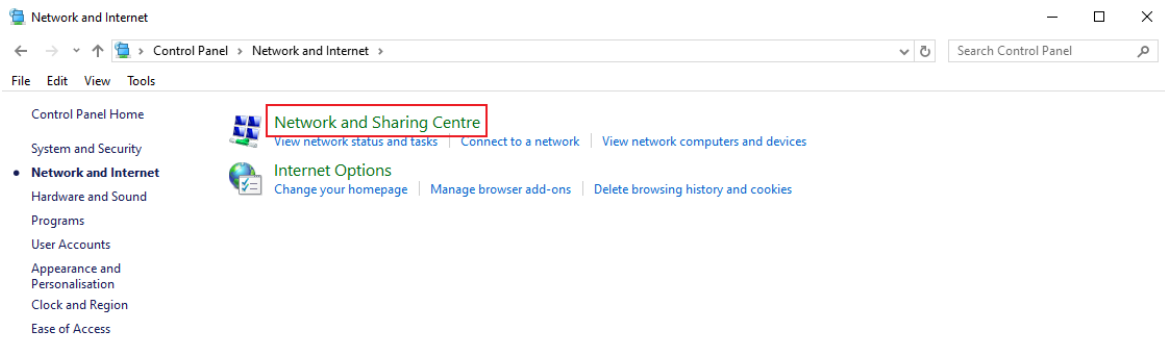 Network and Internet
Control Panel > Network and Internet >
Search Control Panel
File Edit View Tools
Control Panel Home
System and Security
Network and Internet
Hardware and Sound
Programs
User Accounts
Appearance and
Personalisation
Clock and Region
Ease of Access
Network and Sharing Centre
View network status and tasks | Connect to a network | View network computers and devices
Internet Options
Change your homepage | Manage browser add-ons | Delete browsing history and cookies